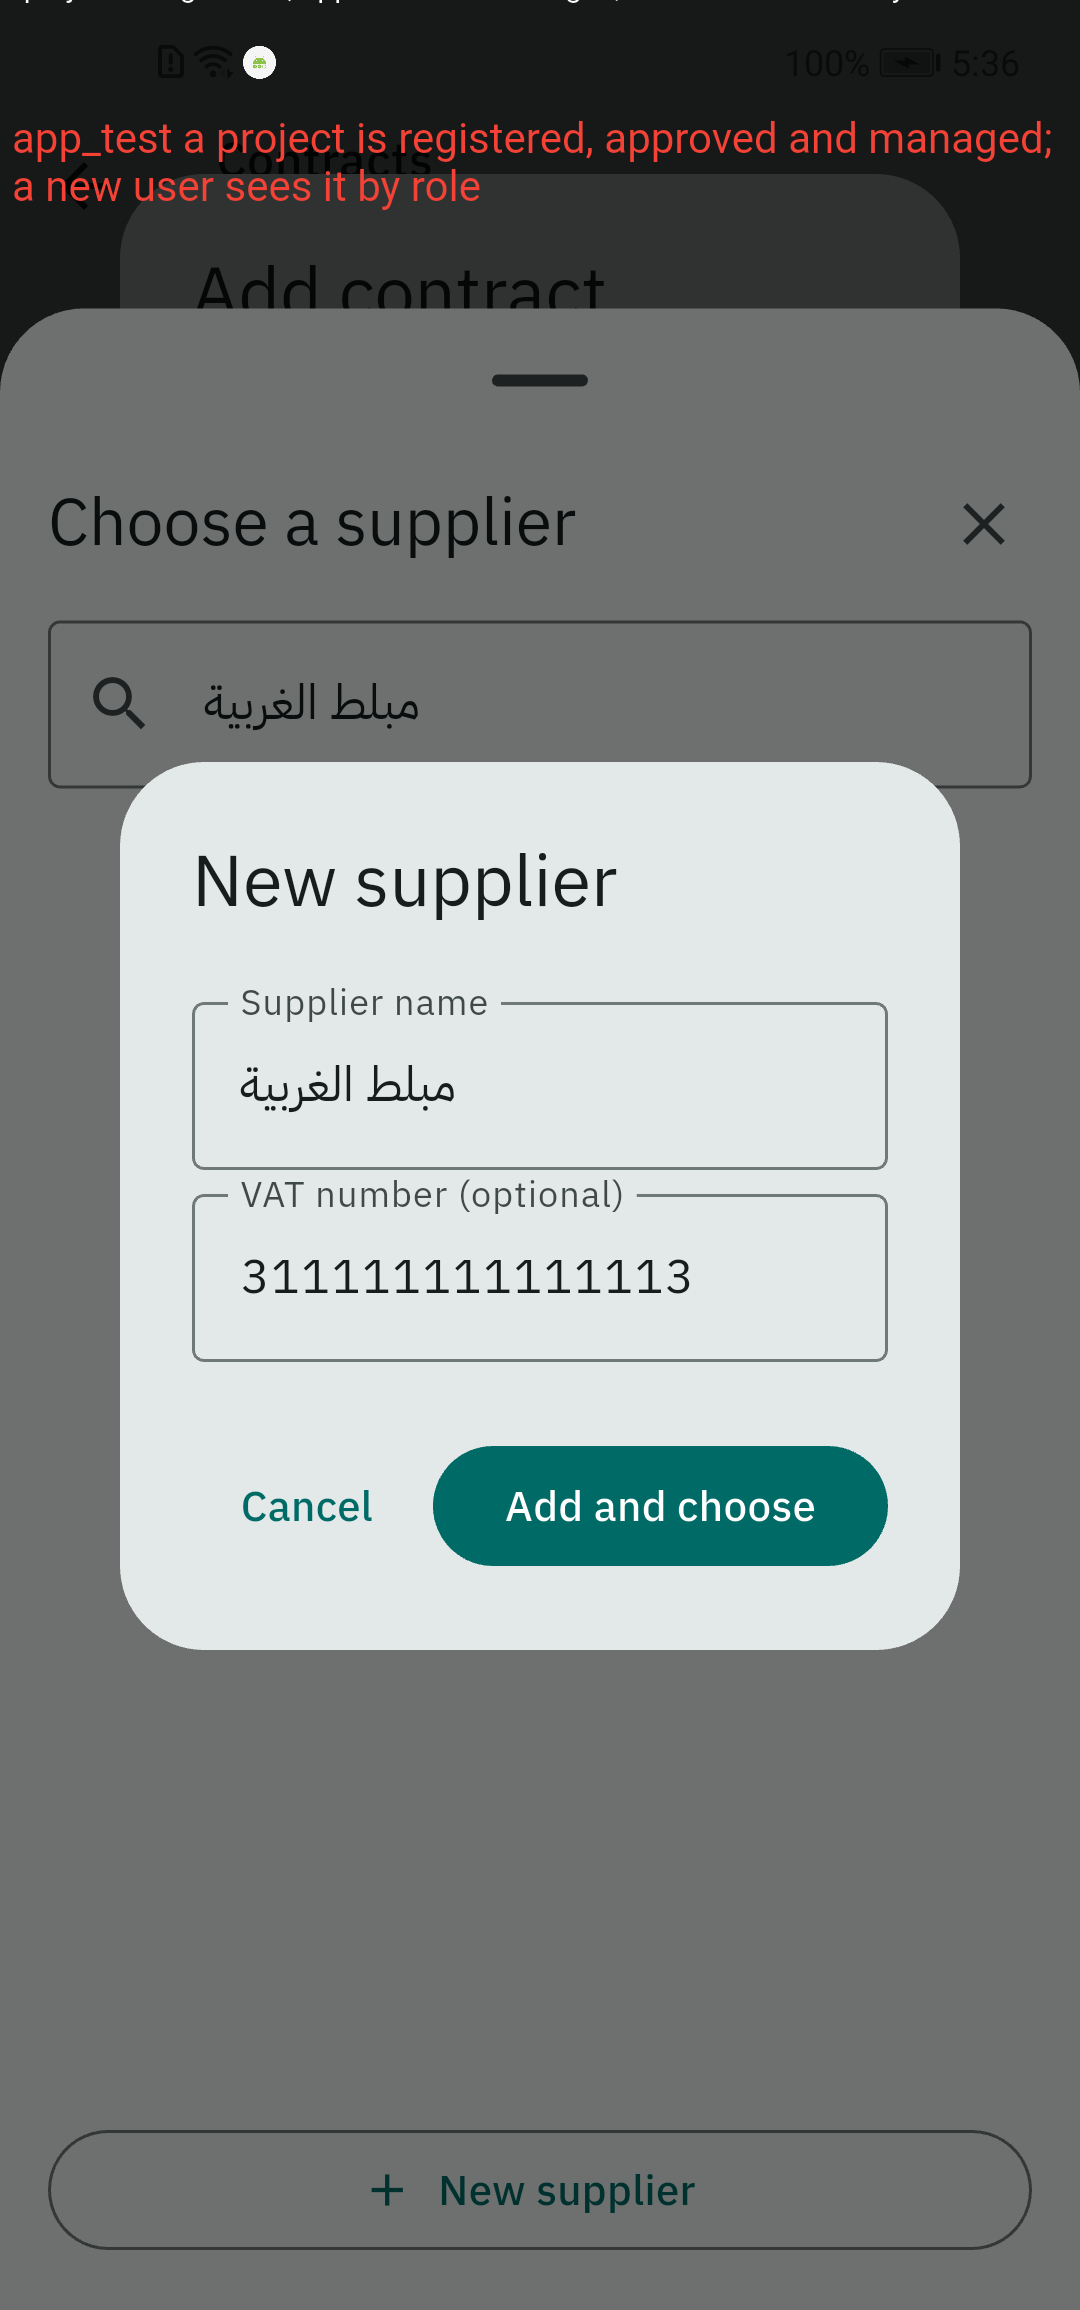 100% 5:36
app_test a project is registered, approved and managed;
a new user sees it by role
Contracts
Add contract
Choose a supplier
مبلط الغربية
New supplier
Supplier name
مبلط الغربية
VAT number (optional)
311111111111113
Cancel
Add and choose
+ New supplier